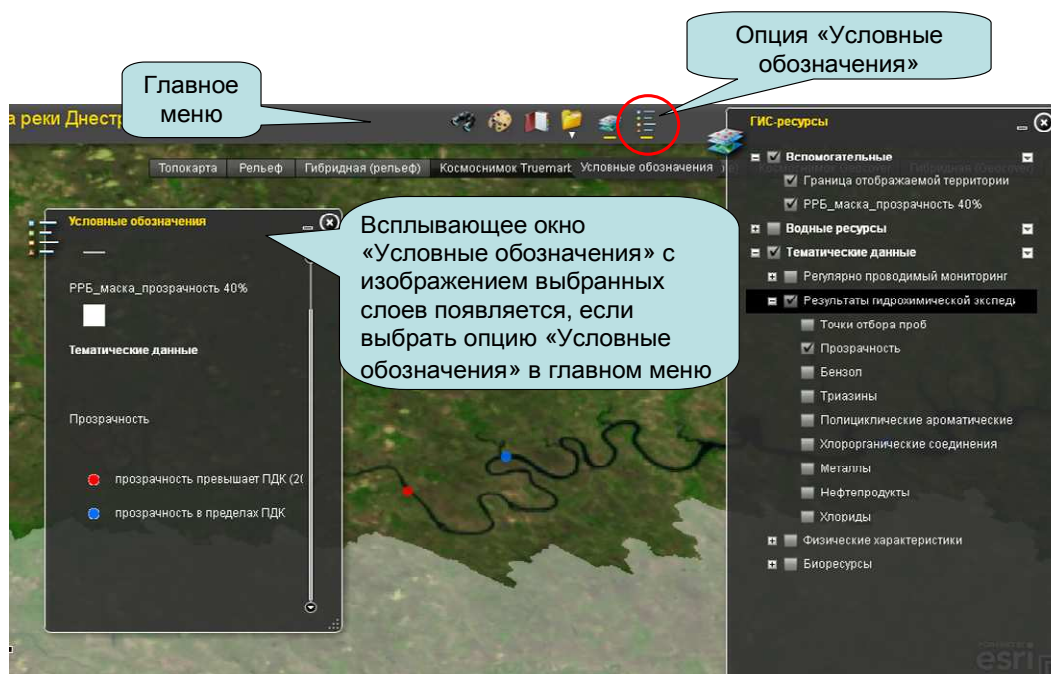 Опция «Условные
обозначения»
Главное
меню
а реки Днест
ГИС-ресурсы
Топокарта
Рельеф
Гибридная (рельеф)
Космоснимок Truemark
Условные обозначения
Вспомогательные
Граница отображаемой территории
РРБ_маска_прозрачность 40%
Водные ресурсы
Тематические данные
Регулярно проводимый мониторинг
Результаты гидрохимической экспеди
Точки отбора проб
Прозрачность
Бензол
Триазины
Полициклические ароматические
Хлорорганические соединения
Металлы
Нефтепродукты
Хлориды
Физические характеристики
Биоресурсы
Условные обозначения
РРБ_маска_прозрачность 40%
Тематические данные
Прозрачность
прозрачность превышает ПДК (20
прозрачность в пределах ПДК
Всплывающее окно
«Условные обозначения» с
изображением выбранных
слоев появляется, если
выбрать опцию «Условные
обозначения» в главном меню
esri